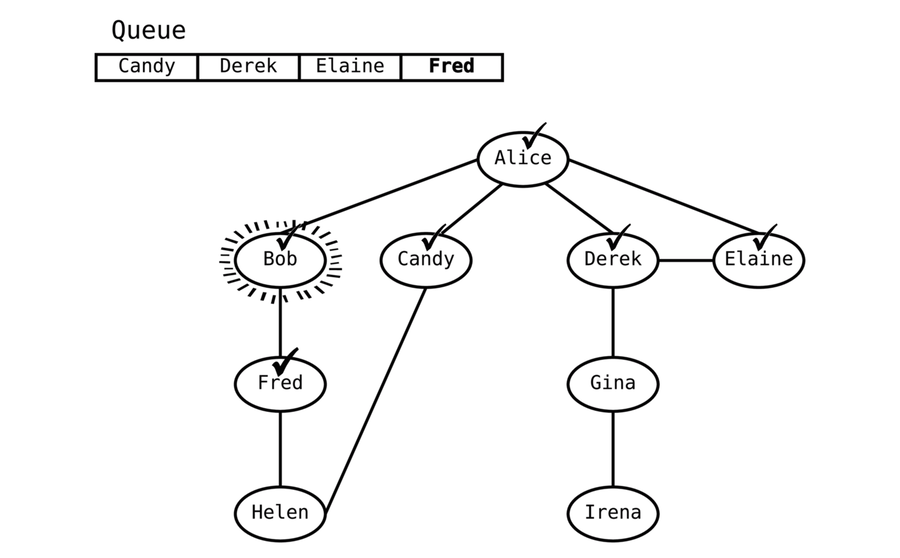 Queue
Candy Derek Elaine Fred
Alice
Bob Candy Derek Elaine
Fred Gina
Helen Irena